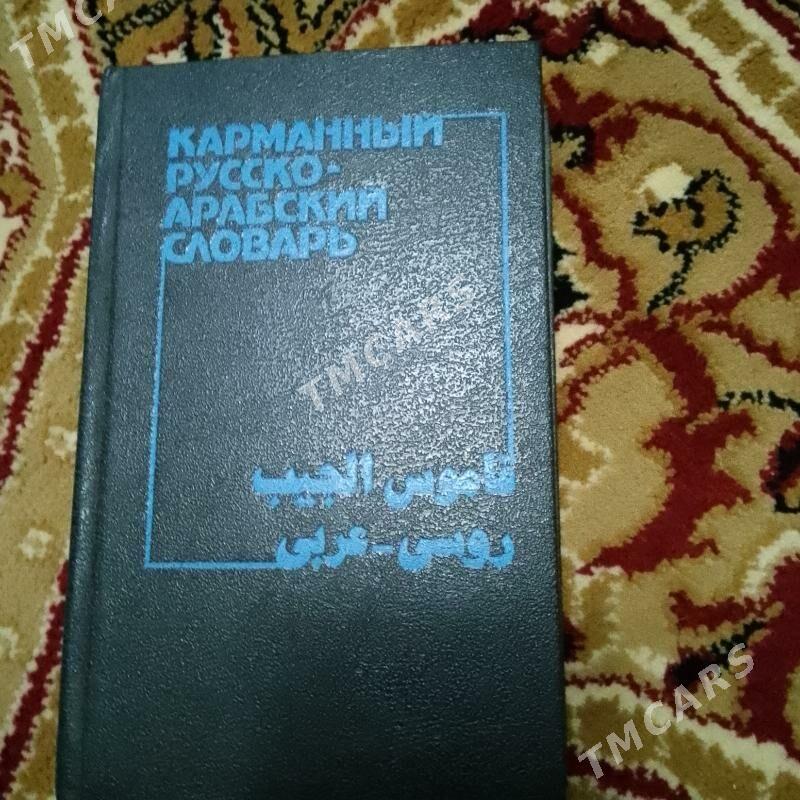 КАРМАННЫЙ
РУССКО-
АРАБСКИЙ
СЛОВАРЬ
قاموس الجيب
روسي - عربي
TMCARS
TMCARS
TMCARS